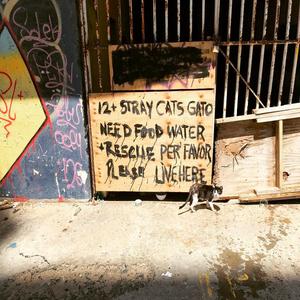 12+ STRAY CATS GATO
NEED FOOD WATER
+RESCUE PER FAVOR
PLEASE LIVE HERE